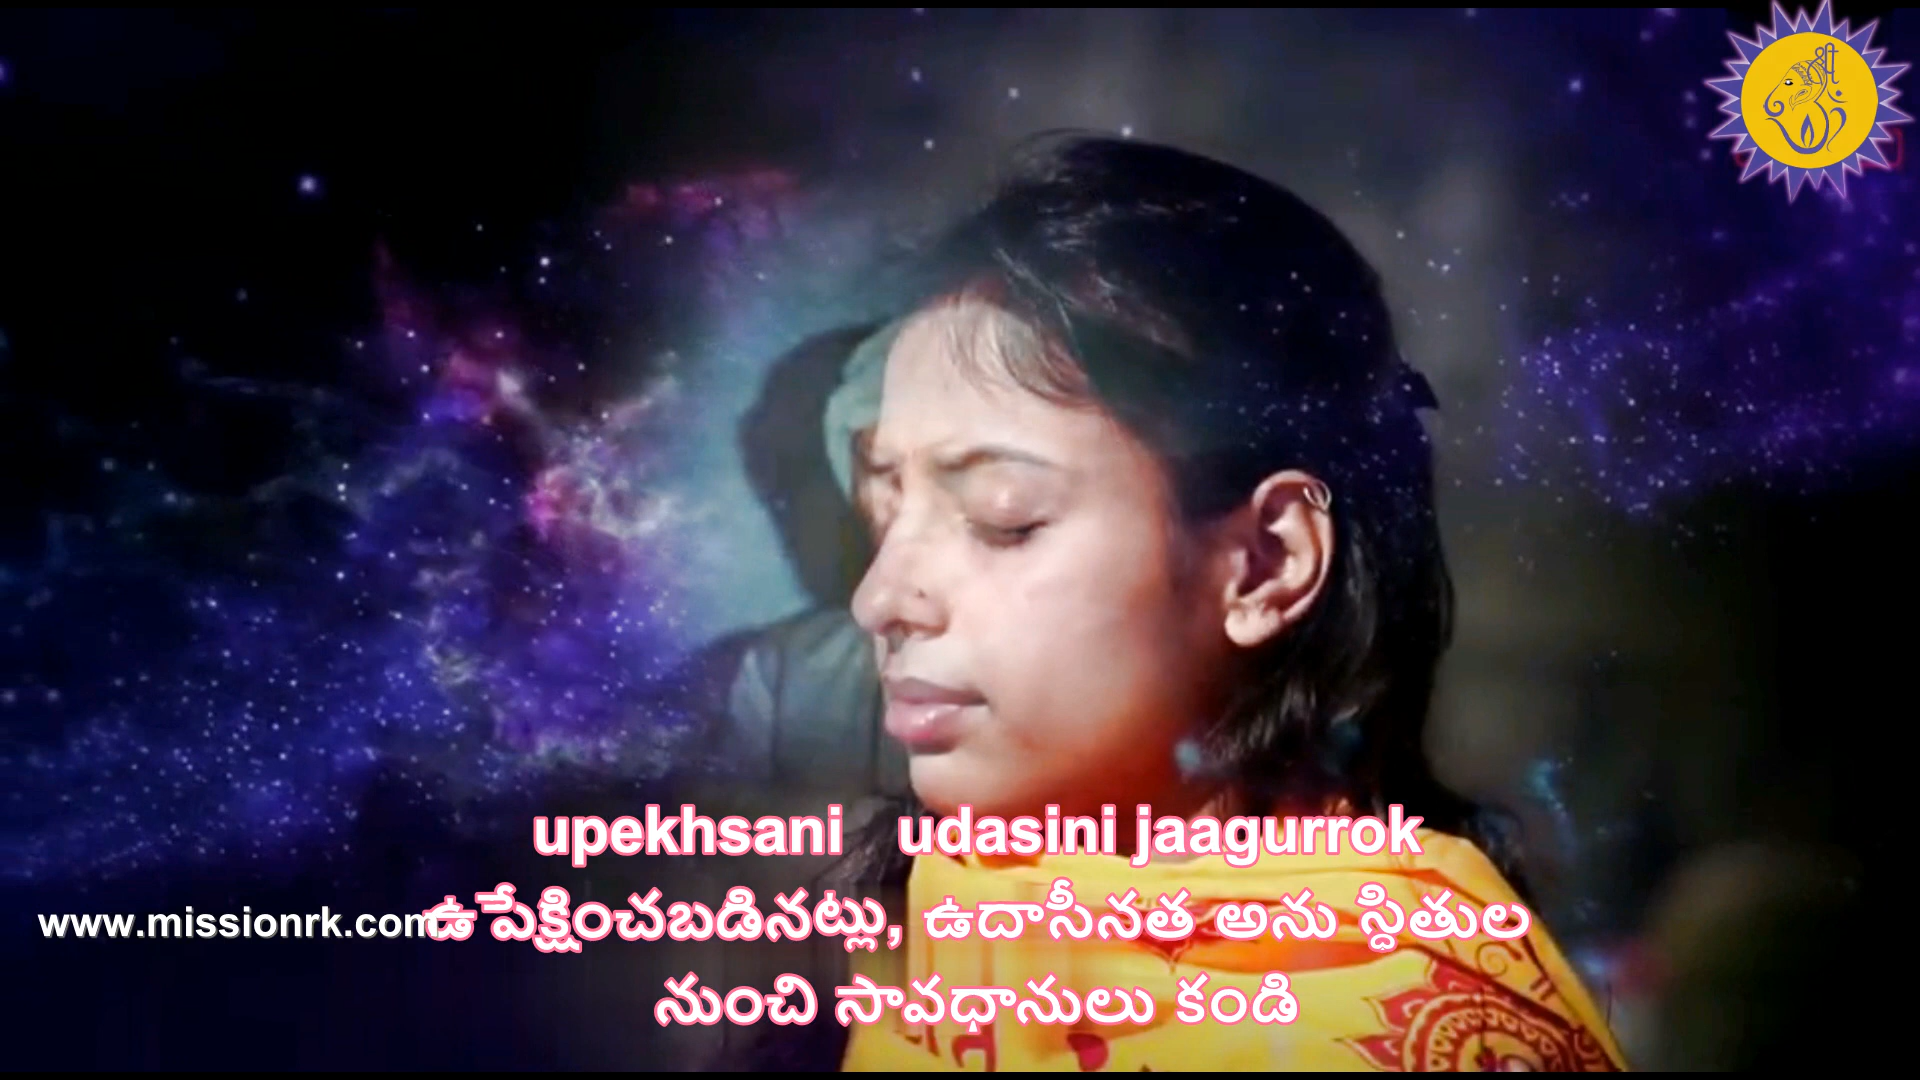 upekhsani udasini jaagurrok
www.missionrk.com
ఉపేక్షించబడినట్లు, ఉదాసీనత అను స్ధితుల
నుంచి సావధానులు కండి
श्री